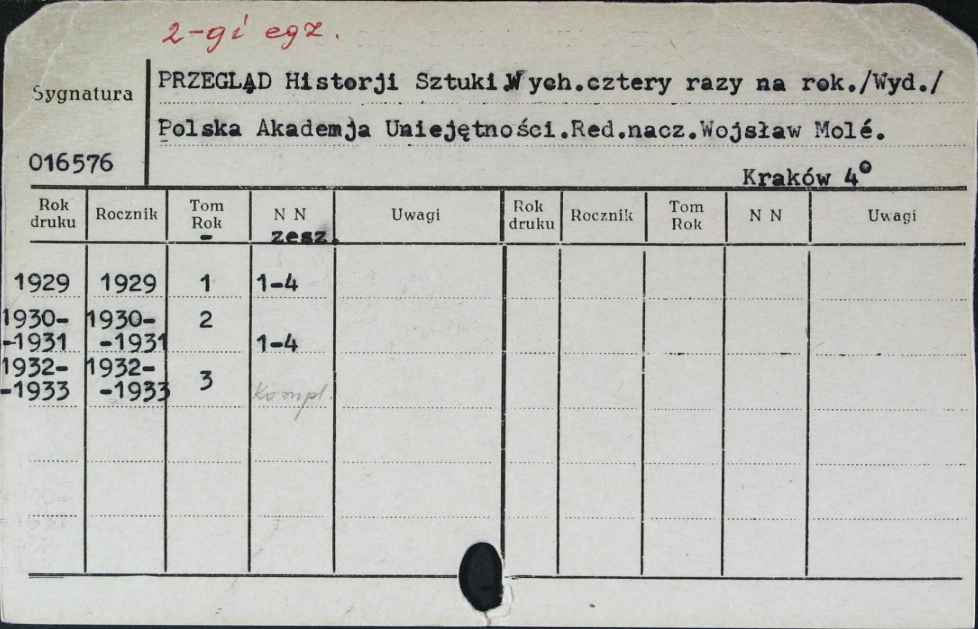 2-gi egz.
Sygnatura
PRZEGLĄD Historji Sztuki.Wych.cztery razy na rok./Wyd./
Polska Akademja Umiejętności.Red.nacz.Wojsław Molé.
016576
Kraków 4°
Rok druku Rocznik Tom Rok N N Uwagi Rok druku Rocznik Tom Rok N N Uwagi
- zesz.
1929 1929 1 1-4
1930- 1930- 2
-1931 -1931 1-4
1932- 1932- 3
-1933 -1933 Kompl.